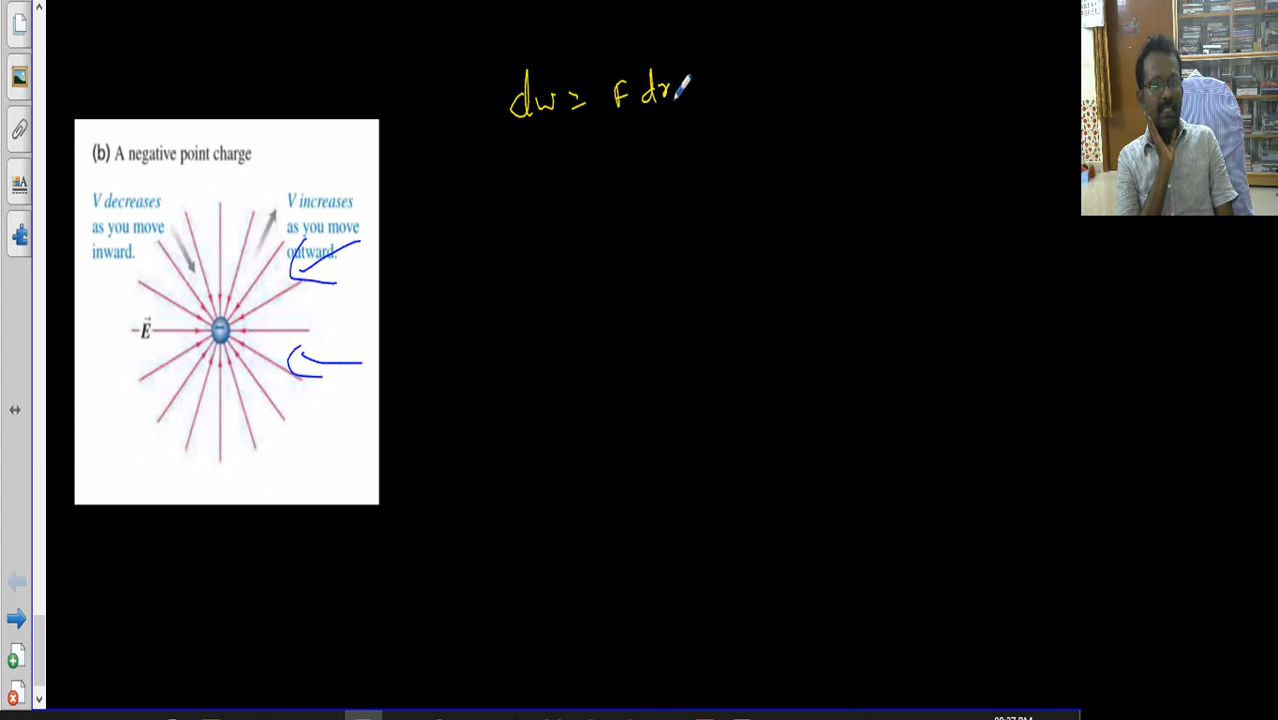 dw = F dr
(b) A negative point charge
V decreases
as you move
inward.
V increases
as you move
outward.
−E⃗
−